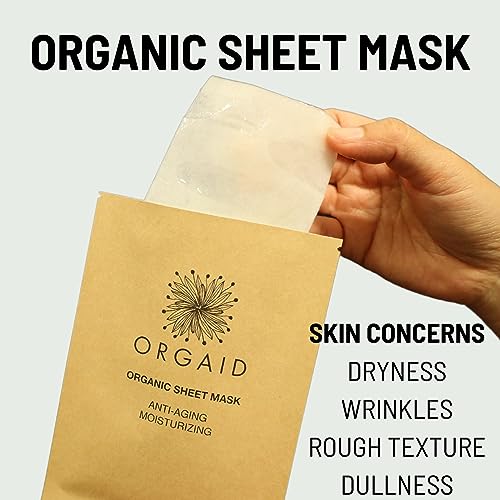 ORGANIC SHEET MASK
ORGAID
ORGANIC SHEET MASK
ANTI-AGING
MOISTURIZING
SKIN CONCERNS
DRYNESS
WRINKLES
ROUGH TEXTURE
DULLNESS